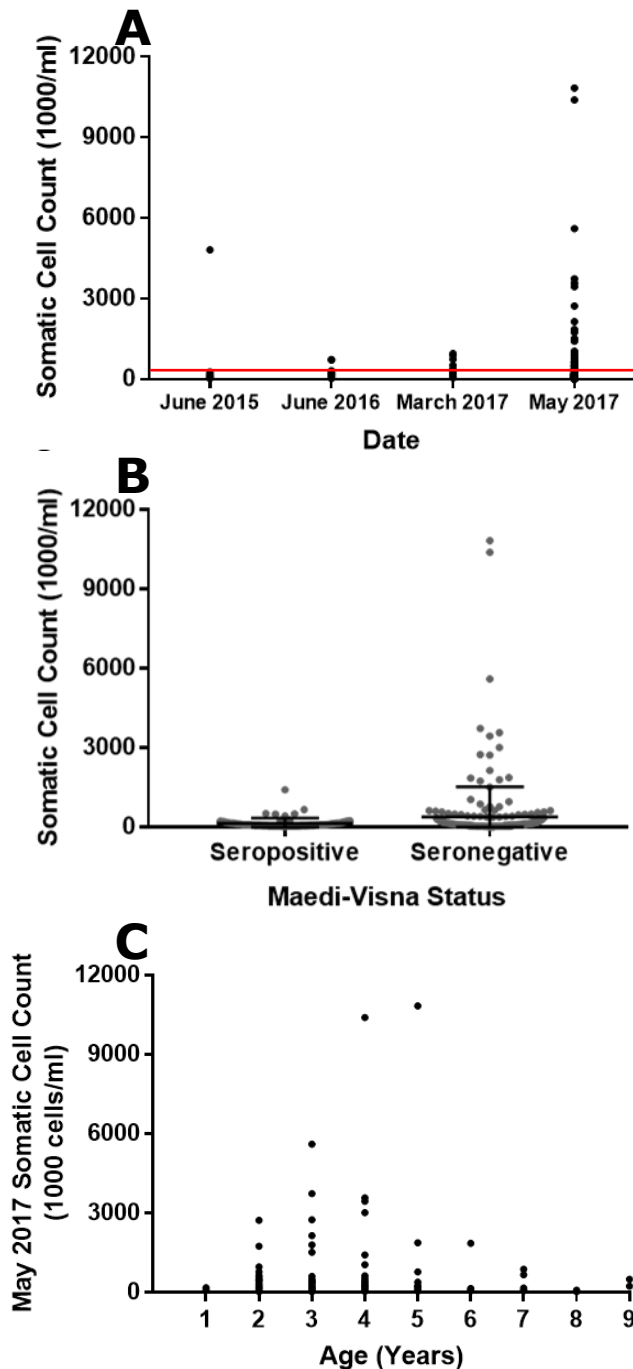 A
Somatic Cell Count (1000/ml)
12000
9000
6000
3000
0
June 2015 June 2016 March 2017 May 2017
Date
B
Somatic Cell Count (1000/ml)
12000
9000
6000
3000
0
Seropositive Seronegative
Maedi-Visna Status
C
May 2017 Somatic Cell Count
(1000 cells/ml)
12000
9000
6000
3000
0
1 2 3 4 5 6 7 8 9
Age (Years)